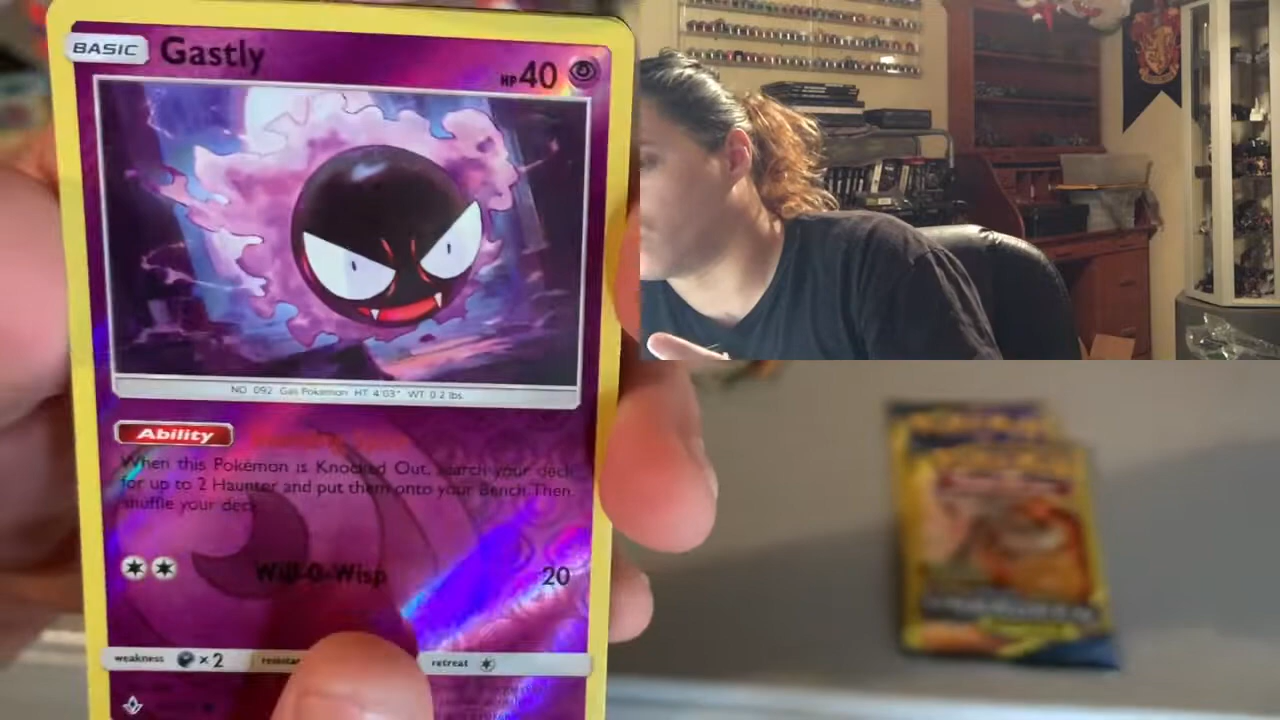 BASIC Gastly HP 40
NO. 092 Gas Pokémon HT: 4'03" WT: 0.2 lbs.
Ability
When this Pokémon is Knocked Out, search your deck
for up to 2 Haunter and put them onto your Bench. Then,
shuffle your deck
Will-O-Wisp 20
weakness ×2 retreat